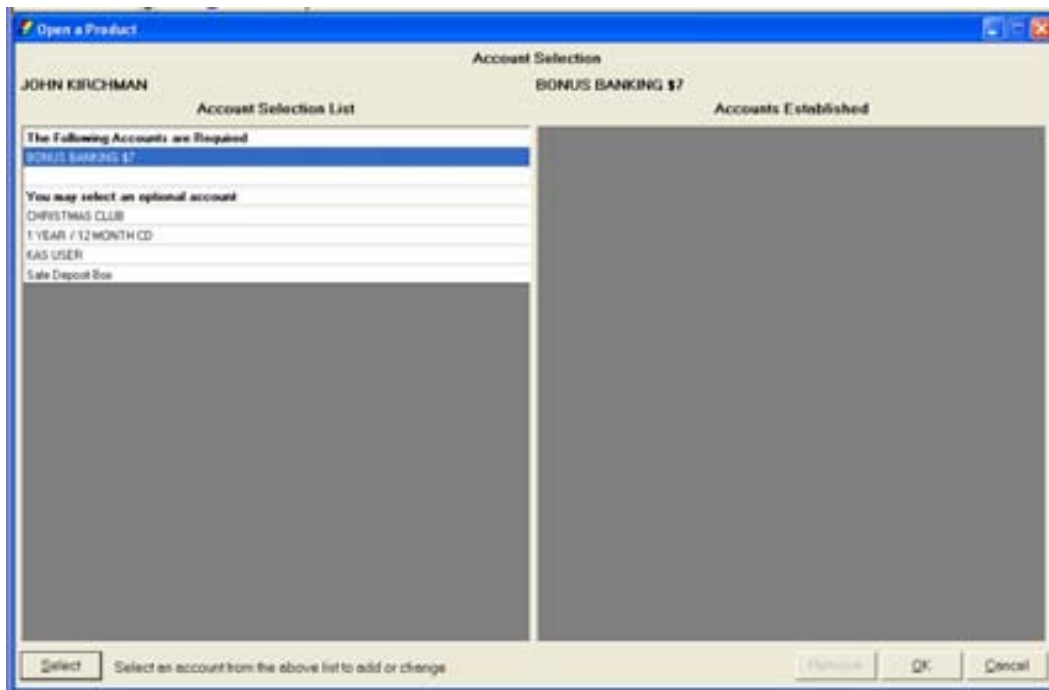 Open a Product
Account Selection
JOHN KIRCHMAN BONUS BANKING $7
Account Selection List Accounts Established
The Following Accounts are Required
BONUS BANKING $7
You may select an optional account
CHRISTMAS CLUB
1 YEAR / 12 MONTH CD
KAS USER
Safe Deposit Box
Select Select an account from the above list to add or change Remove OK Cancel